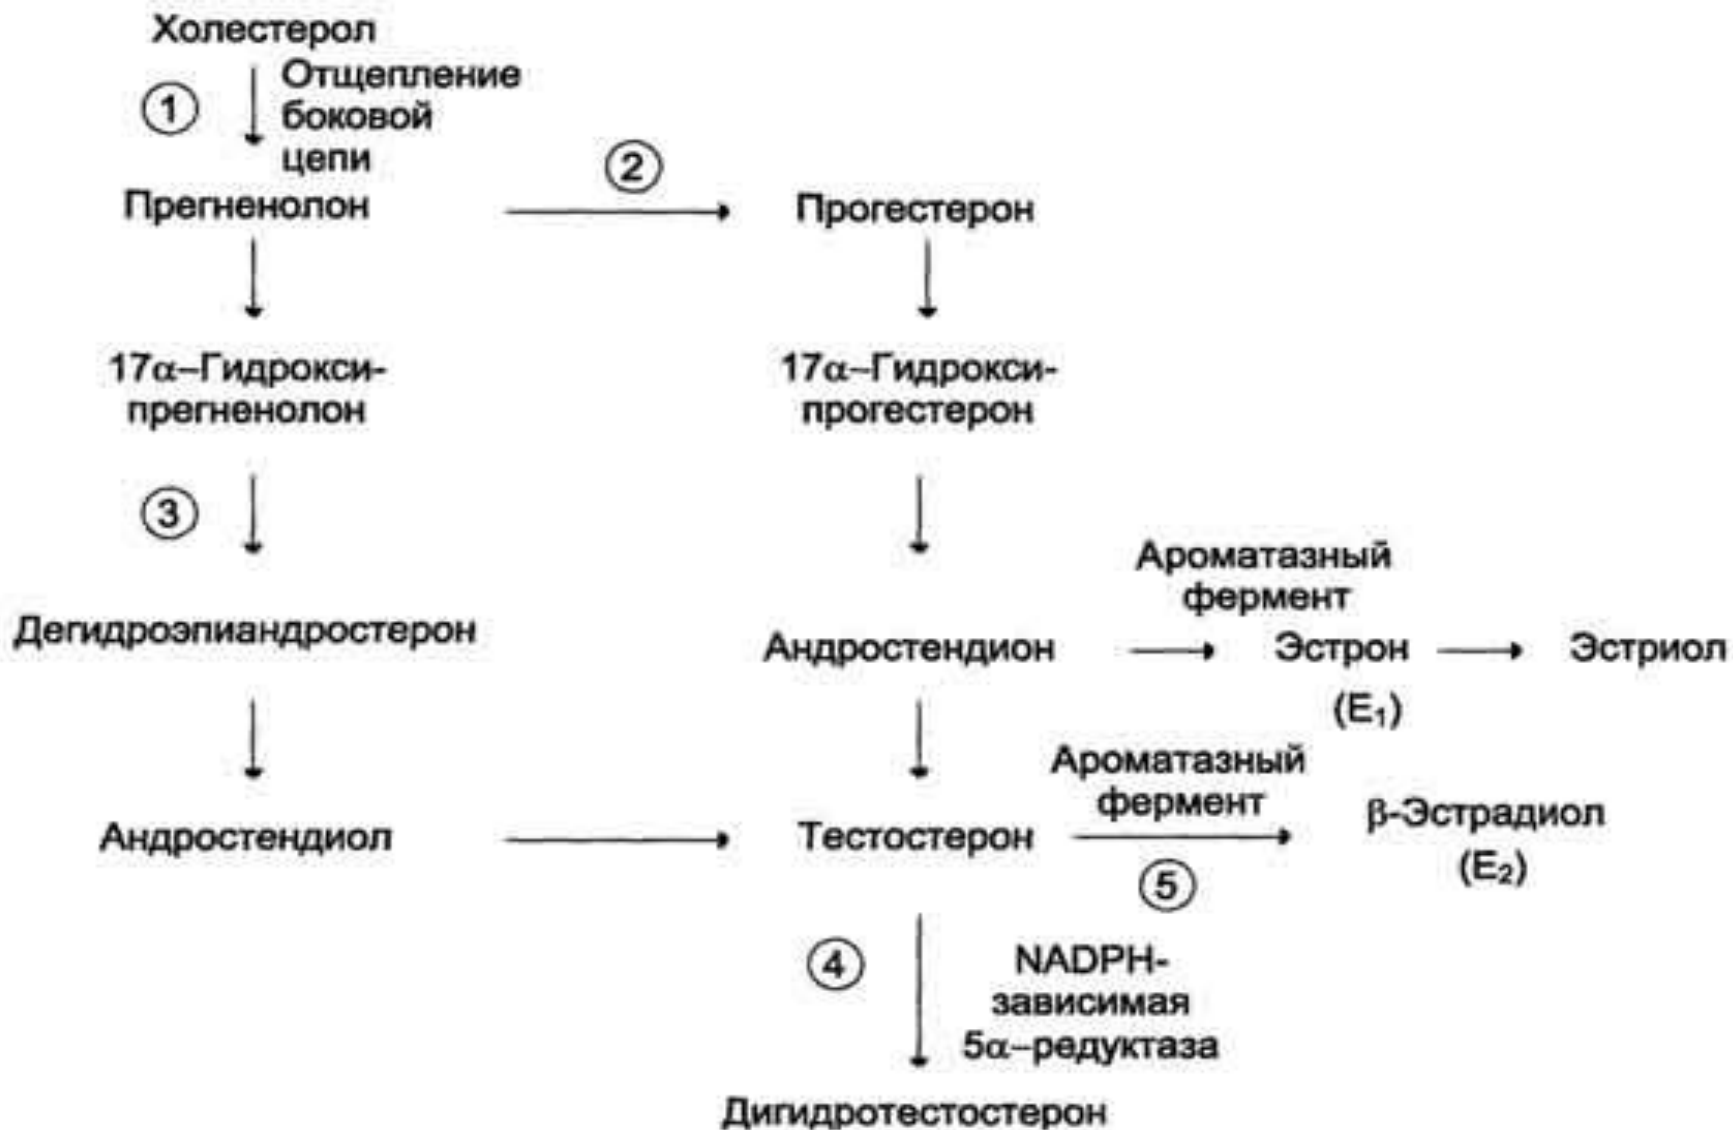 Холестерол
① Отщепление
боковой
цепи
②
Прегненолон
Прогестерон
17α–Гидрокси-
прегненолон
17α–Гидрокси-
прогестерон
③
Ароматазный
фермент
Дегидроэпиандростерон
Андростендион
Эстрон
Эстриол
(E₁)
Ароматазный
фермент
Андростендиол
Тестостерон
β-Эстрадиол
(E₂)
⑤
④
NADPH-
зависимая
5α–редуктаза
Дигидротестостерон